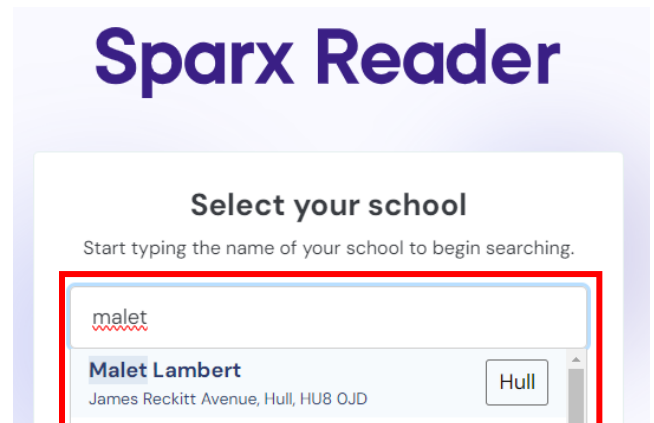 Sparx Reader
Select your school
Start typing the name of your school to begin searching.
malet
Malet Lambert
Hull
James Reckitt Avenue, Hull, HU8 0JD